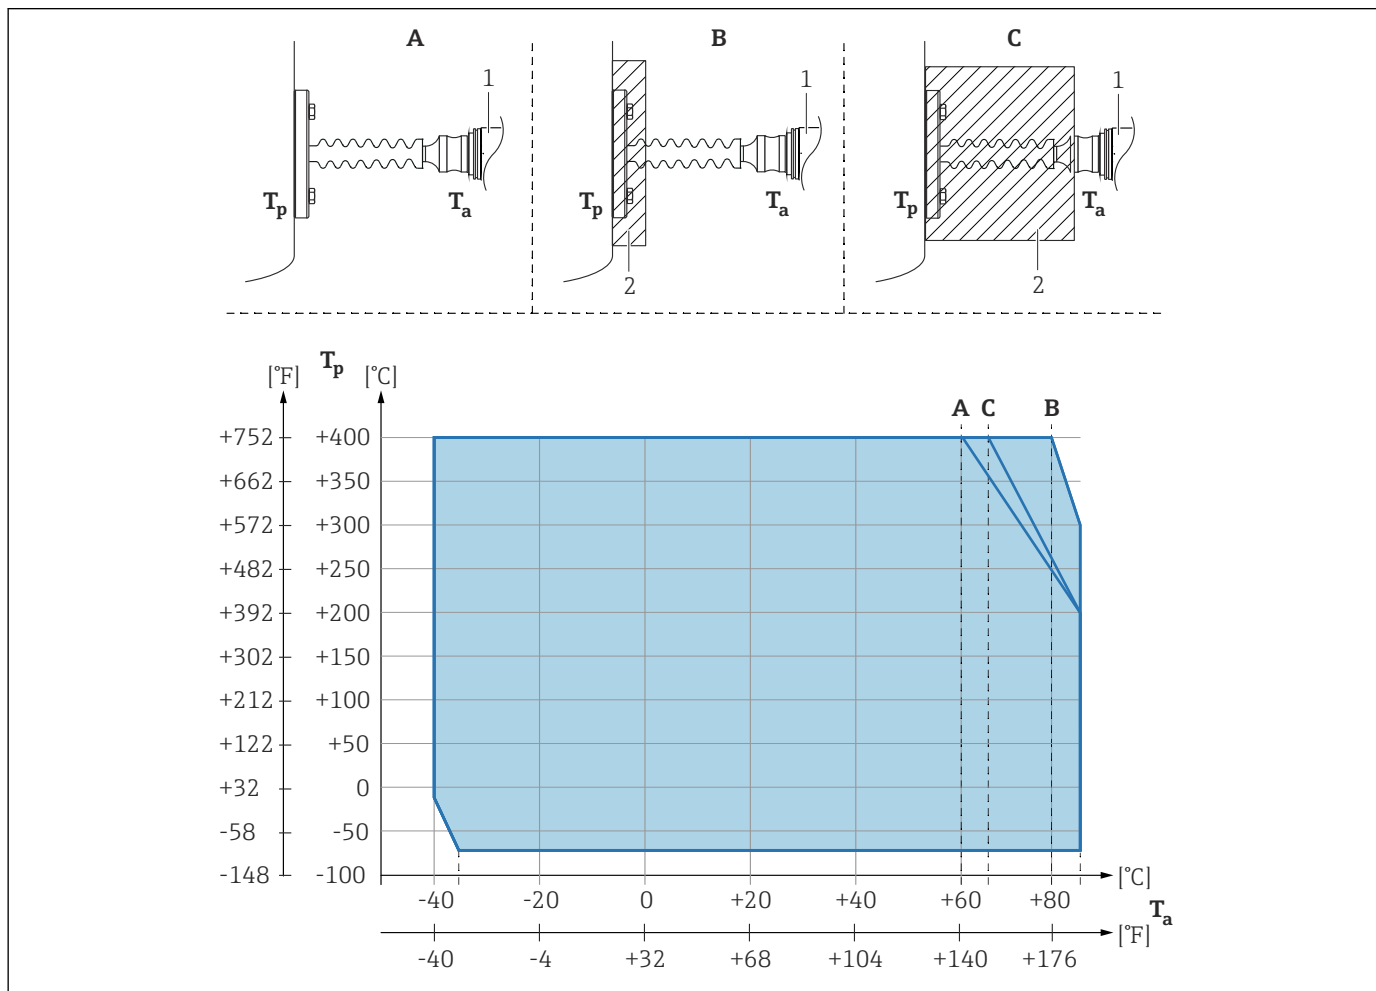 A B C
1 1 1
Tp Ta Tp Ta Tp Ta
2 2
Tp
[°F] [°C]
A C B
+752 +400
+662 +350
+572 +300
+482 +250
+392 +200
+302 +150
+212 +100
+122 +50
+32 0
-58 -50
-148 -100
[°C]
-40 -20 0 +20 +40 +60 +80
Ta
[°F]
-40 -4 +32 +68 +104 +140 +176